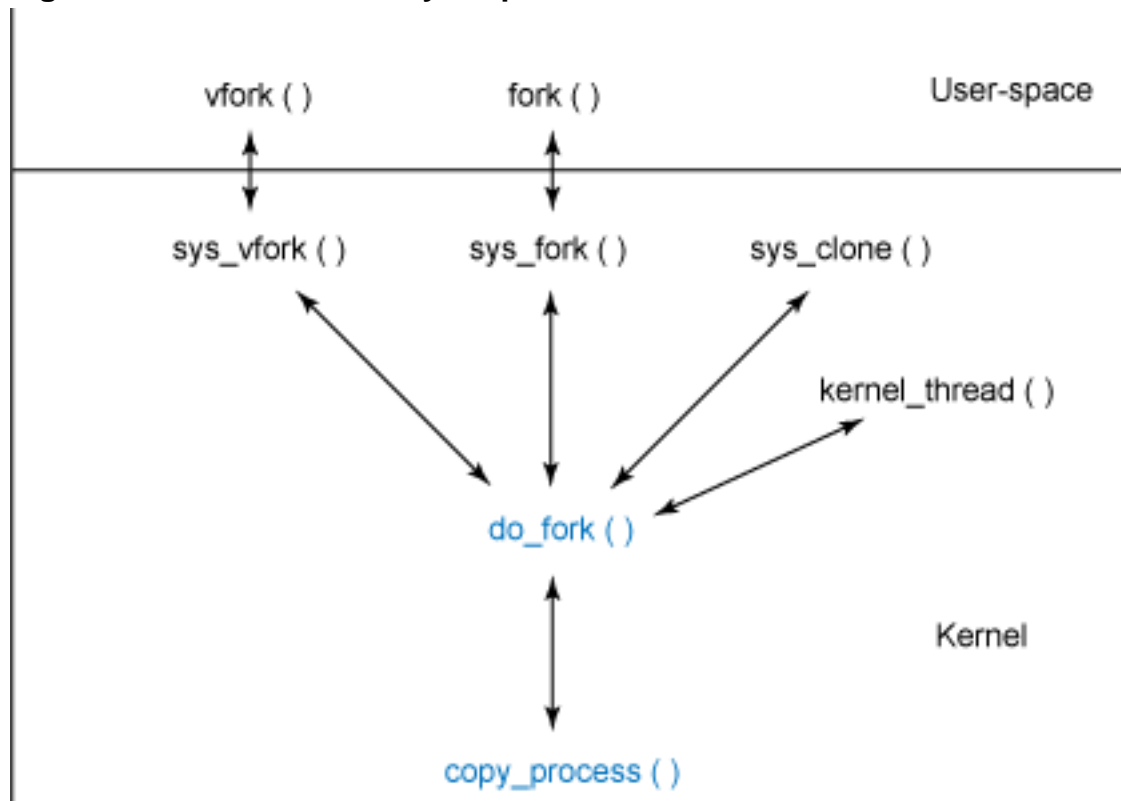 vfork ( )
fork ( )
User-space
sys_vfork ( )
sys_fork ( )
sys_clone ( )
kernel_thread ( )
do_fork ( )
Kernel
copy_process ( )